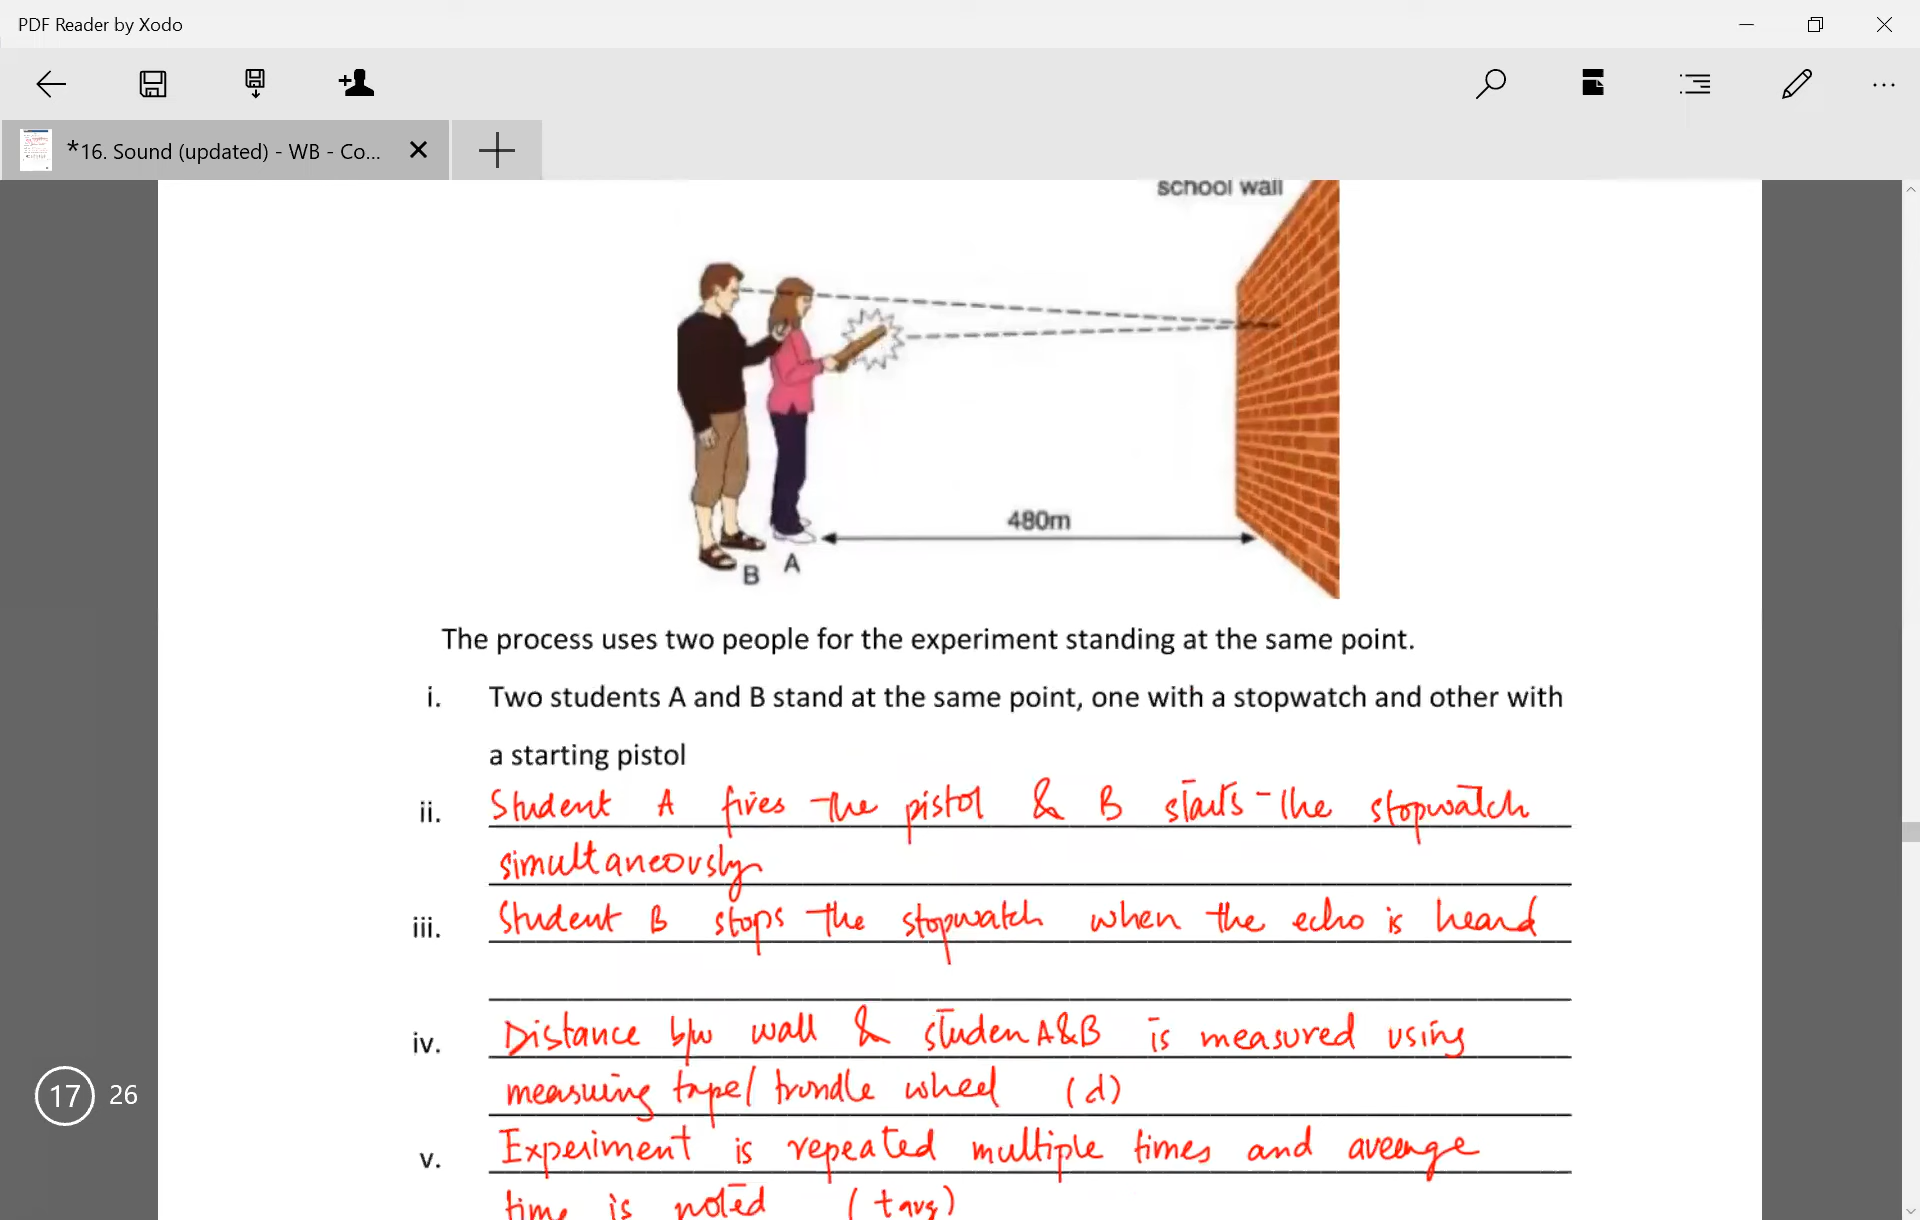 PDF Reader by Xodo
*16. Sound (updated) - WB - Co...
school wall
480m
B A
The process uses two people for the experiment standing at the same point.
i. Two students A and B stand at the same point, one with a stopwatch and other with
a starting pistol
ii. Student A fires the pistol & B starts the stopwatch
simultaneously
iii. Student B stops the stopwatch when the echo is heard
iv. Distance b/w wall & studen A&B is measured using
measuring tape/ trundle wheel (d)
v. Experiment is repeated multiple times and average
time is noted (t avg)
17 26